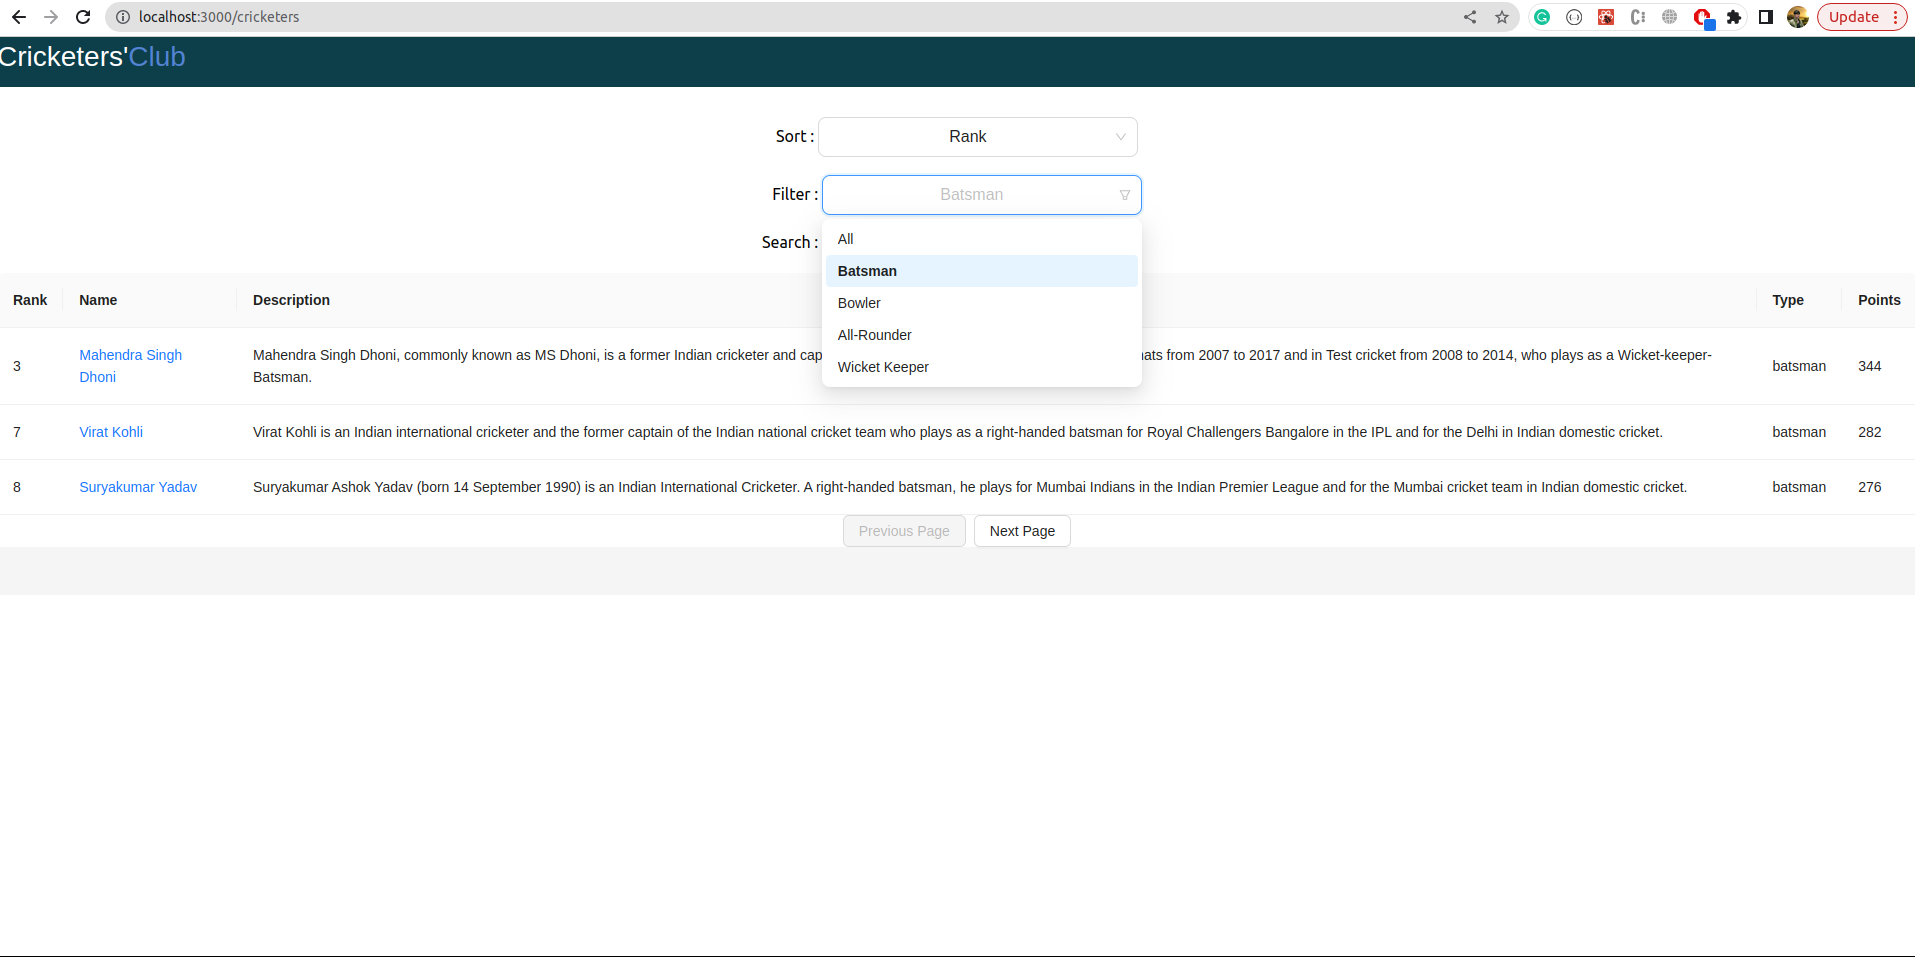 localhost:3000/cricketers
Update
Cricketers'Club
Sort :
Rank
Filter :
Batsman
Search :
All
Batsman
Bowler
All-Rounder
Wicket Keeper
Rank Name Description Type Points
3 Mahendra Singh Dhoni, commonly known as MS Dhoni, is a former Indian cricketer and from 2007 to 2017 and in Test cricket from 2008 to 2014, who plays as a Wicket-keeper- batsman 344
Mahendra Singh
Dhoni
Batsman.
7 Virat Kohli Virat Kohli is an Indian international cricketer and the former captain of the Indian national cricket team who plays as a right-handed batsman for Royal Challengers Bangalore in the IPL and for the Delhi in Indian domestic cricket. batsman 282
8 Suryakumar Yadav Suryakumar Ashok Yadav (born 14 September 1990) is an Indian International Cricketer. A right-handed batsman, he plays for Mumbai Indians in the Indian Premier League and for the Mumbai cricket team in Indian domestic cricket. batsman 276
Previous Page Next Page